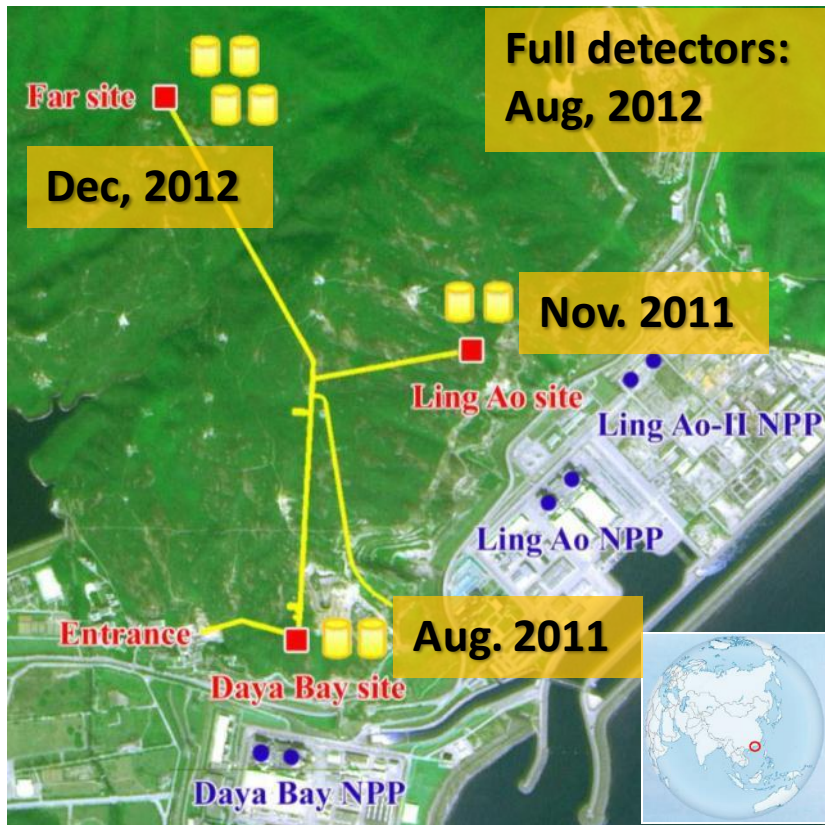 Full detectors:
Aug, 2012
Far site
Dec, 2012
Nov. 2011
Ling Ao site
Ling Ao-II NPP
Ling Ao NPP
Entrance
Aug. 2011
Daya Bay site
Daya Bay NPP